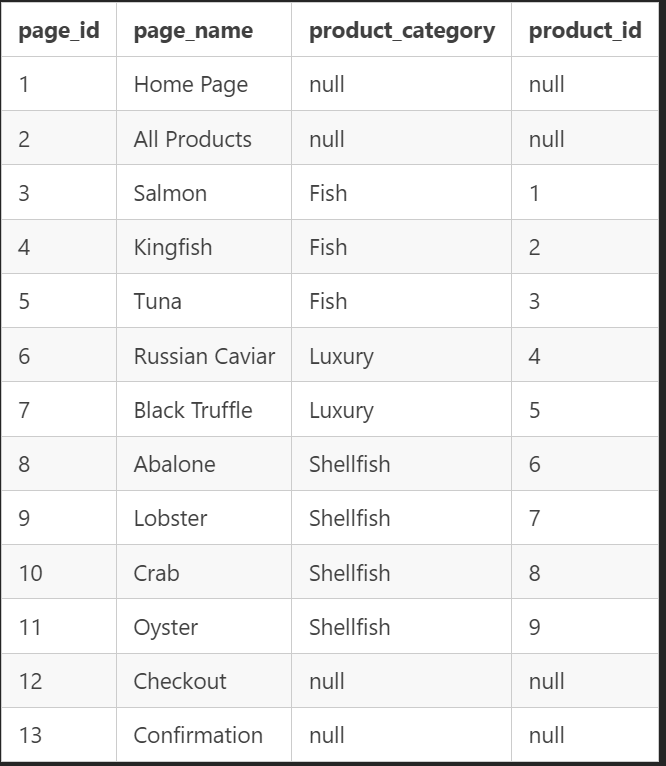 page_id page_name product_category product_id
1 Home Page null null
2 All Products null null
3 Salmon Fish 1
4 Kingfish Fish 2
5 Tuna Fish 3
6 Russian Caviar Luxury 4
7 Black Truffle Luxury 5
8 Abalone Shellfish 6
9 Lobster Shellfish 7
10 Crab Shellfish 8
11 Oyster Shellfish 9
12 Checkout null null
13 Confirmation null null